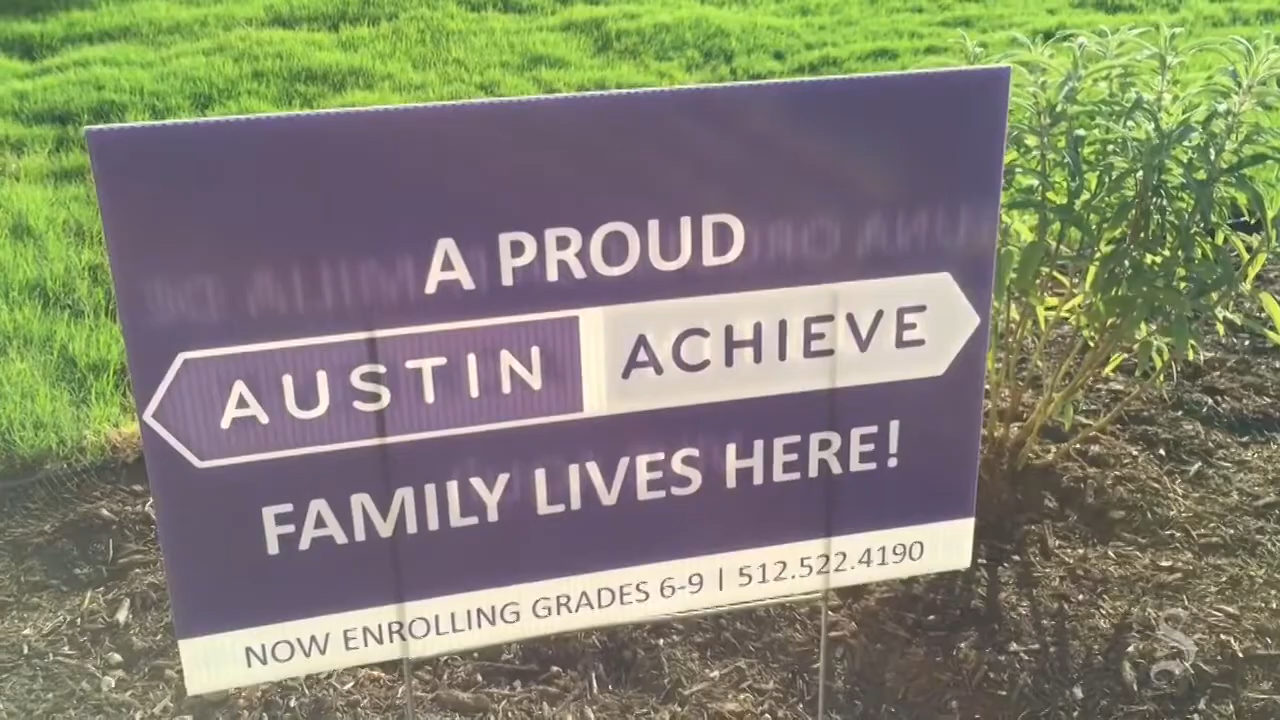 A PROUD
AUSTIN ACHIEVE
FAMILY LIVES HERE!
NOW ENROLLING GRADES 6-9 | 512.522.4190